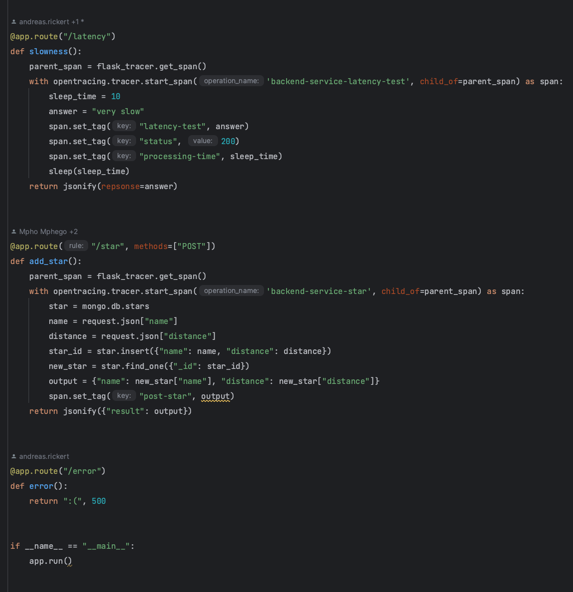 andreas.rickert +1 *
@app.route("/latency")
def slowness():
    parent_span = flask_tracer.get_span()
    with opentracing.tracer.start_span( operation_name: 'backend-service-latency-test', child_of=parent_span) as span:
        sleep_time = 10
        answer = "very slow"
        span.set_tag( key: "latency-test", answer)
        span.set_tag( key: "status", value: 200)
        span.set_tag( key: "processing-time", sleep_time)
        sleep(sleep_time)
    return jsonify(repsonse=answer)
Mpho Mphego +2
@app.route( rule: "/star", methods=["POST"])
def add_star():
    parent_span = flask_tracer.get_span()
    with opentracing.tracer.start_span( operation_name: 'backend-service-star', child_of=parent_span) as span:
        star = mongo.db.stars
        name = request.json["name"]
        distance = request.json["distance"]
        star_id = star.insert({"name": name, "distance": distance})
        new_star = star.find_one({"_id": star_id})
        output = {"name": new_star["name"], "distance": new_star["distance"]}
        span.set_tag( key: "post-star", output)
    return jsonify({"result": output})
andreas.rickert
@app.route("/error")
def error():
    return ":(", 500
if __name__ == "__main__":
    app.run()